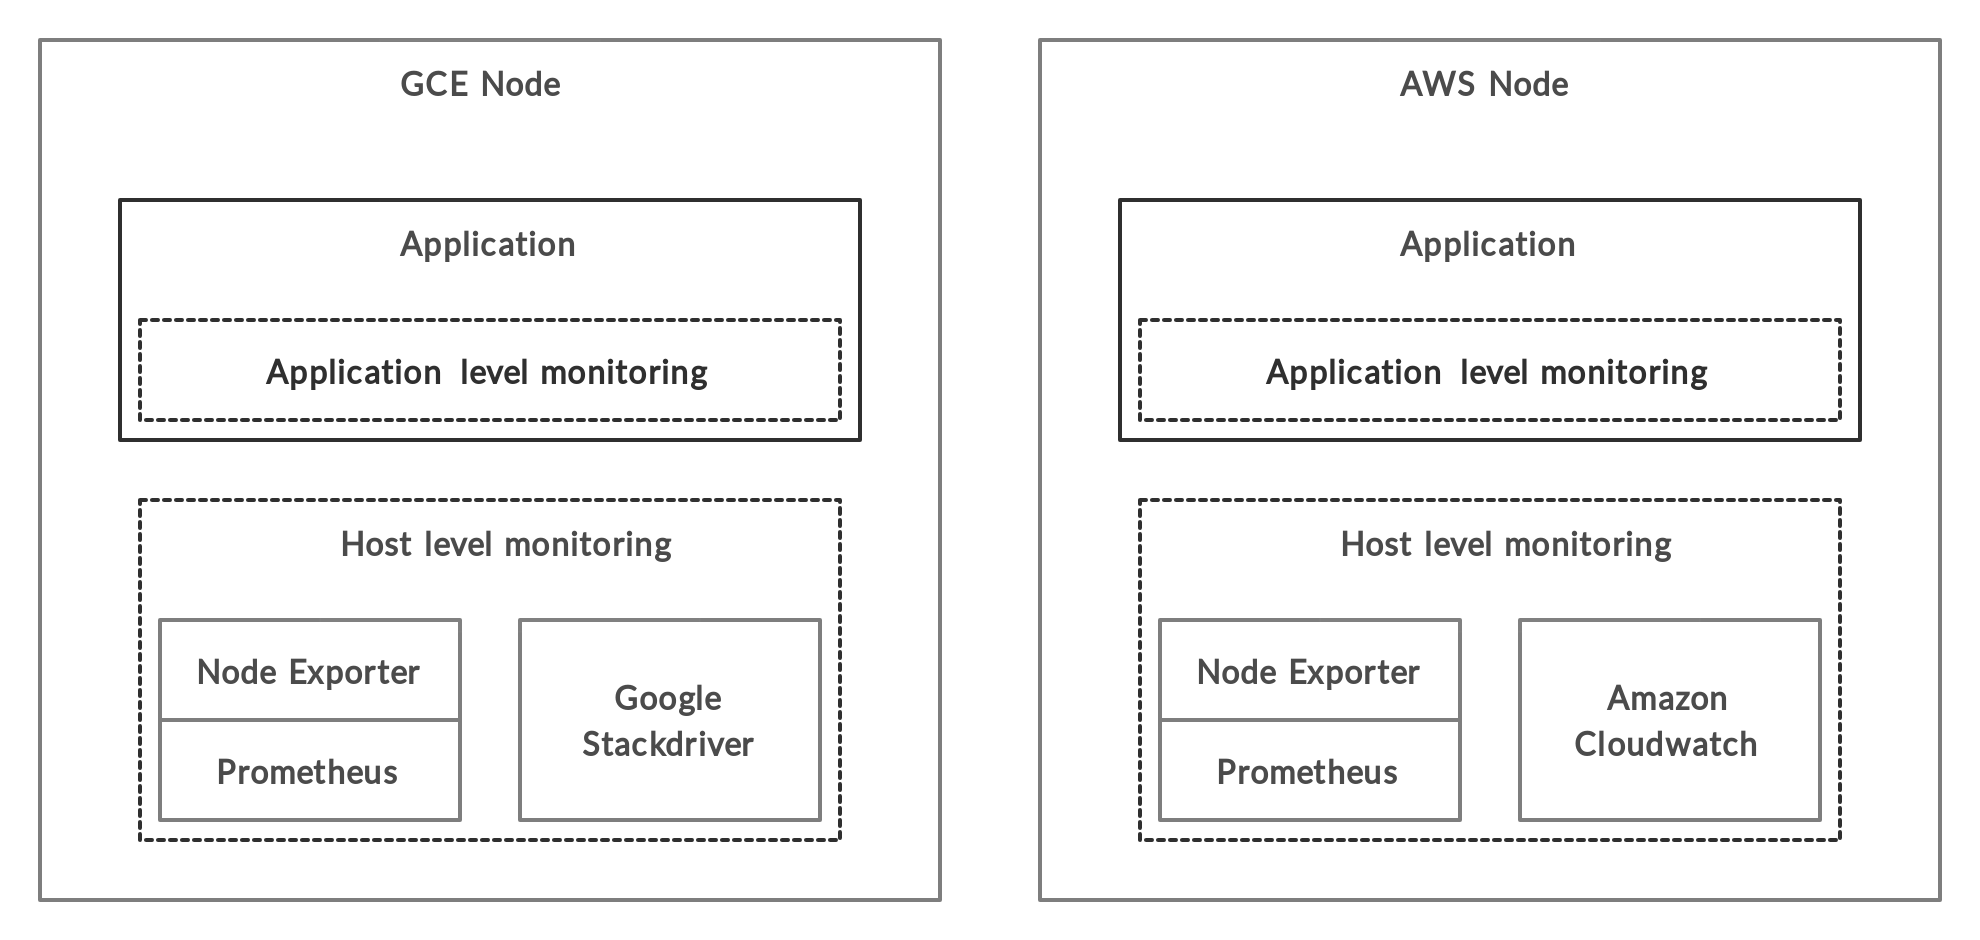 GCE Node
Application
Application level monitoring
Host level monitoring
Node Exporter
Prometheus
Google
Stackdriver
AWS Node
Application
Application level monitoring
Host level monitoring
Node Exporter
Prometheus
Amazon
Cloudwatch